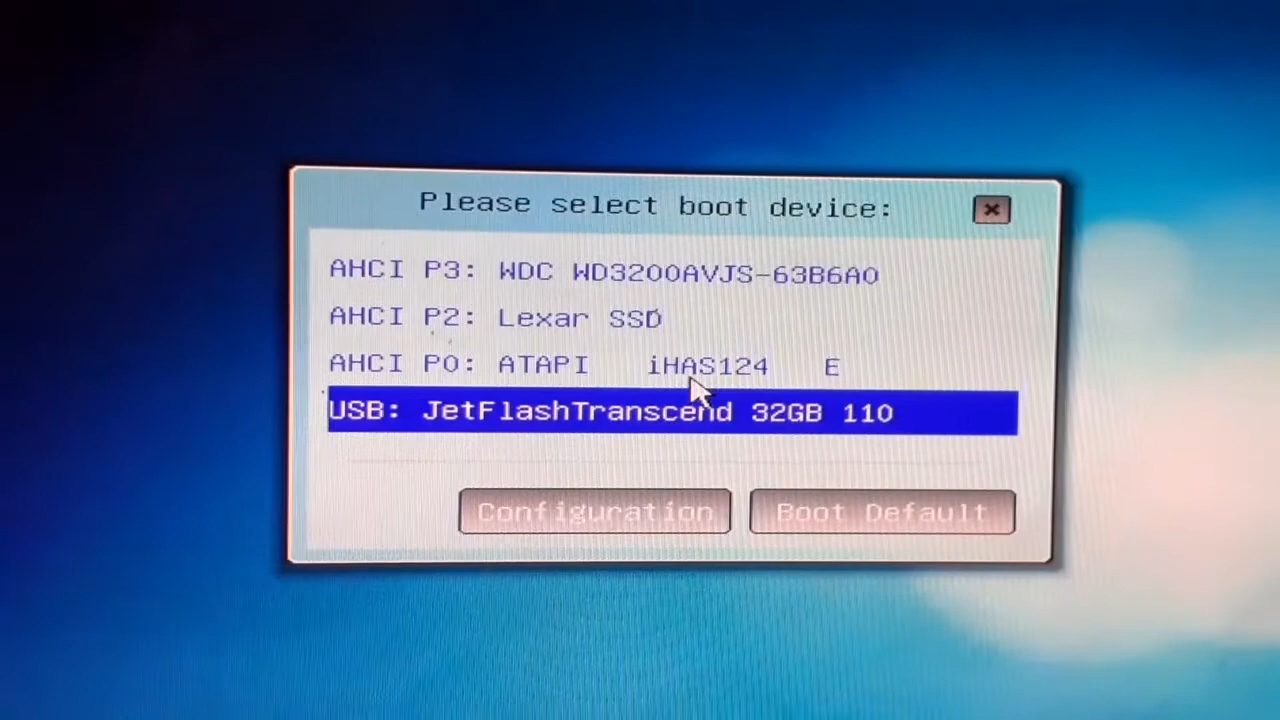 Please select boot device:
AHCI P3: WDC WD3200AVJS-63B6A0
AHCI P2: Lexar SSD
AHCI P0: ATAPI iHAS124 E
USB: JetFlashTranscend 32GB 110
Configuration
Boot Default